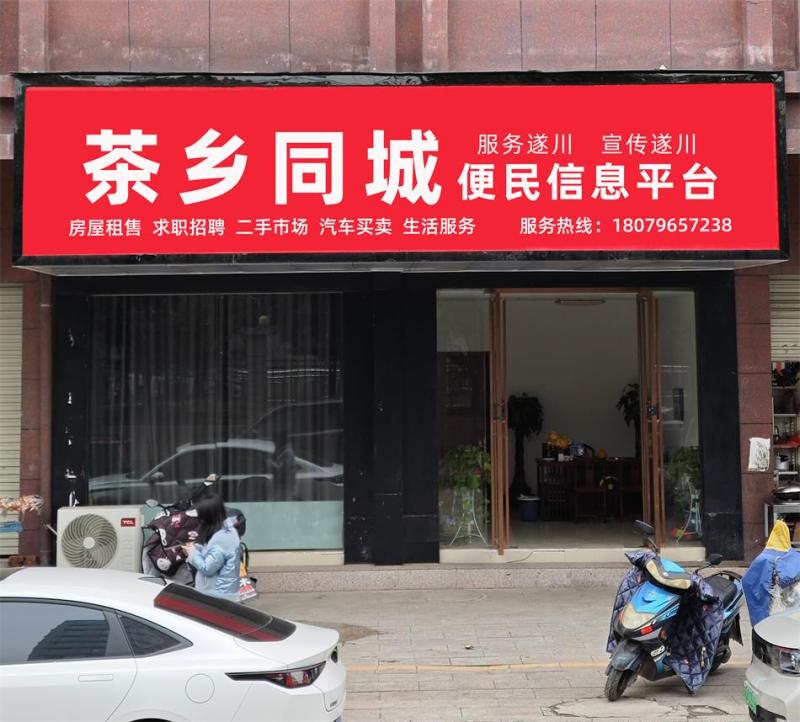 茶乡同城
服务遂川 宣传遂川
便民信息平台
房屋租售 求职招聘 二手市场 汽车买卖 生活服务 服务热线：18079657238
TCL